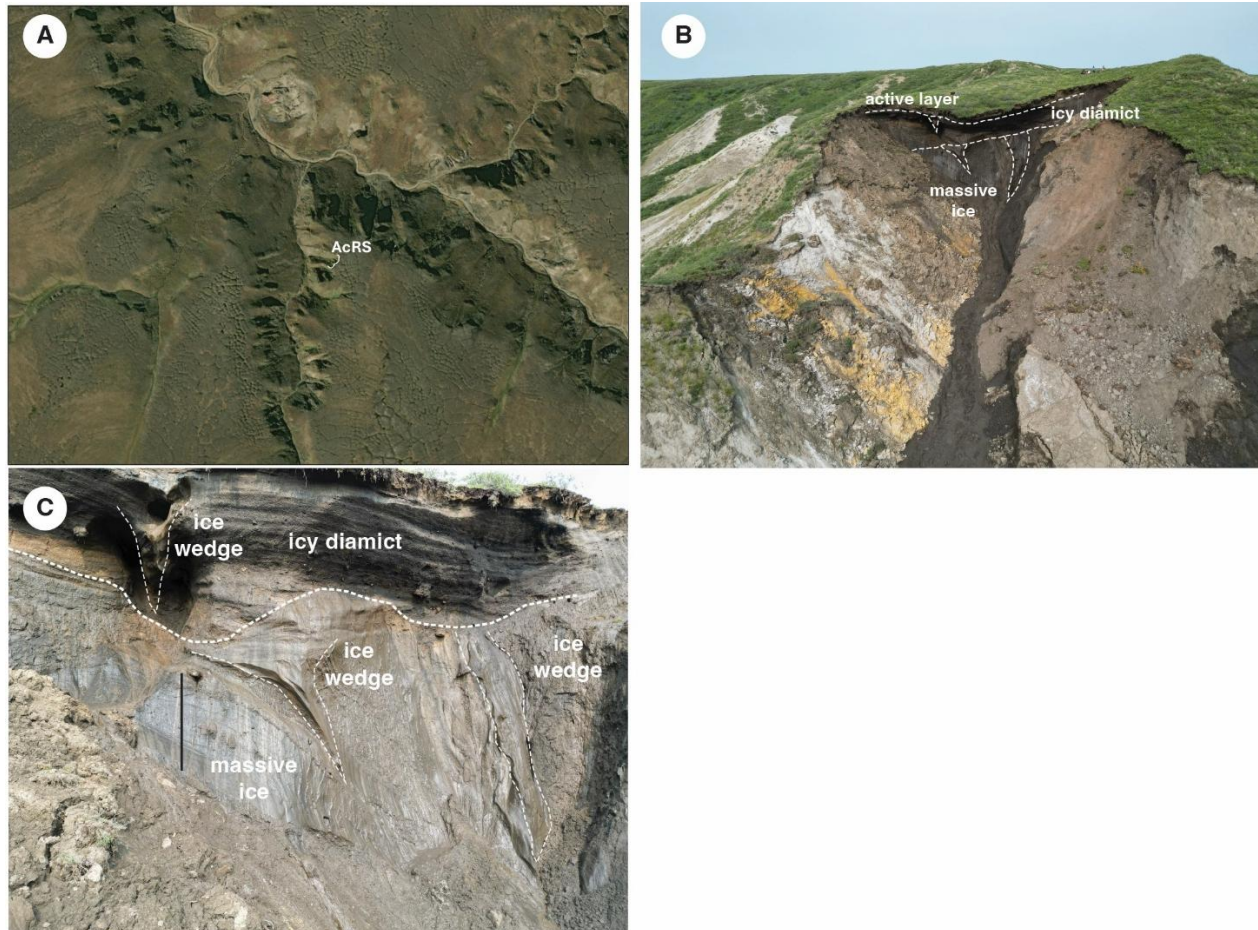 A
AcRS
B
active layer
icy diamict
massive
ice
C
ice
wedge
icy diamict
ice
wedge
ice
wedge
massive
ice